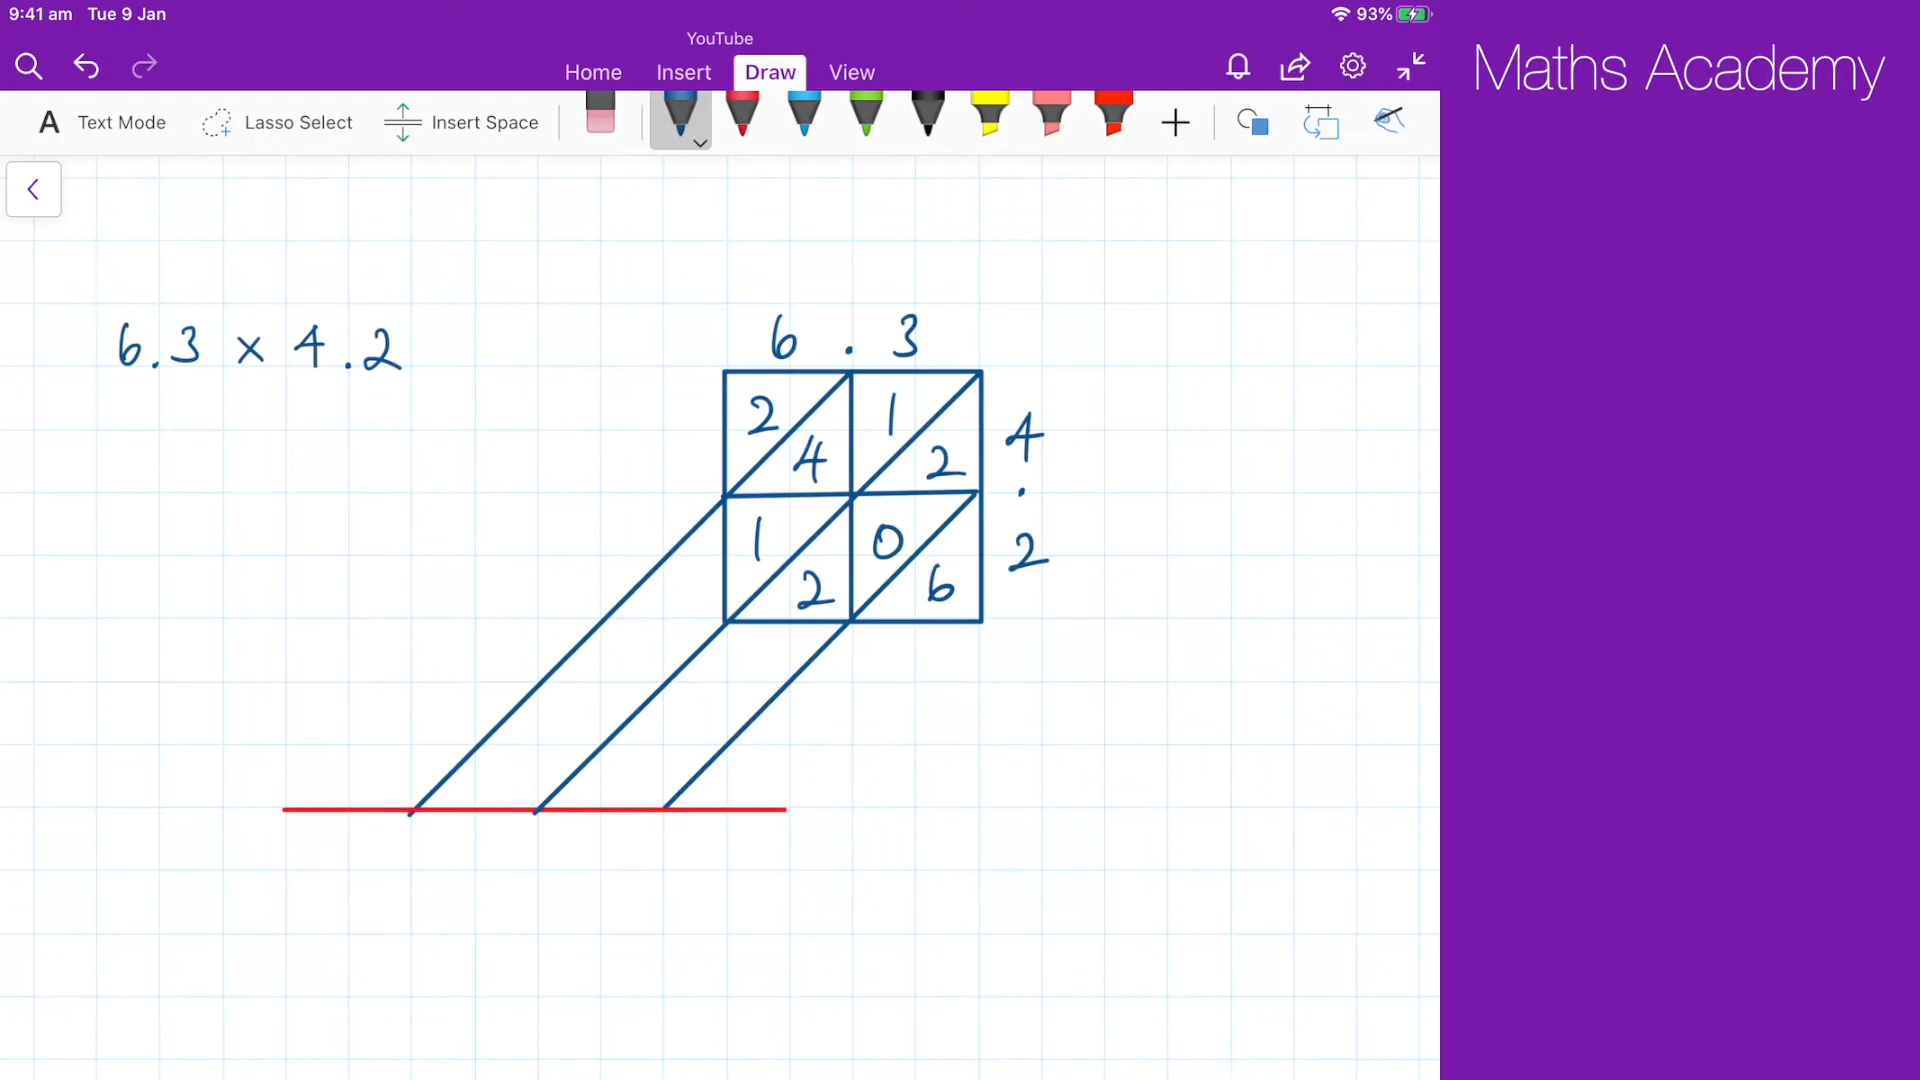 9:41 am Tue 9 Jan
93%
YouTube
Home Insert Draw View
Maths Academy
A Text Mode Lasso Select Insert Space
6.3 x 4.2
6 . 3
2 1
4 2
4
.
1 0
2 6
2